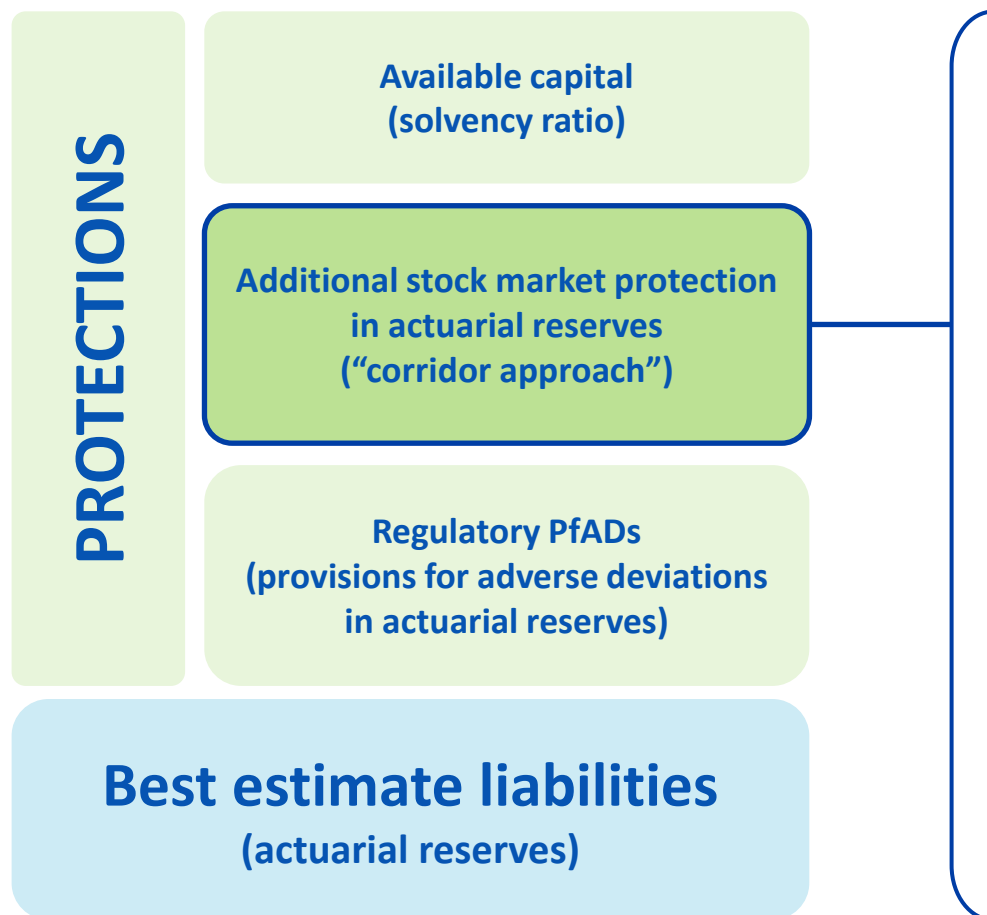 PROTECTIONS
Available capital
(solvency ratio)
Additional stock market protection
in actuarial reserves
(“corridor approach”)
Regulatory PfADs
(provisions for adverse deviations
in actuarial reserves)
Best estimate liabilities
(actuarial reserves)